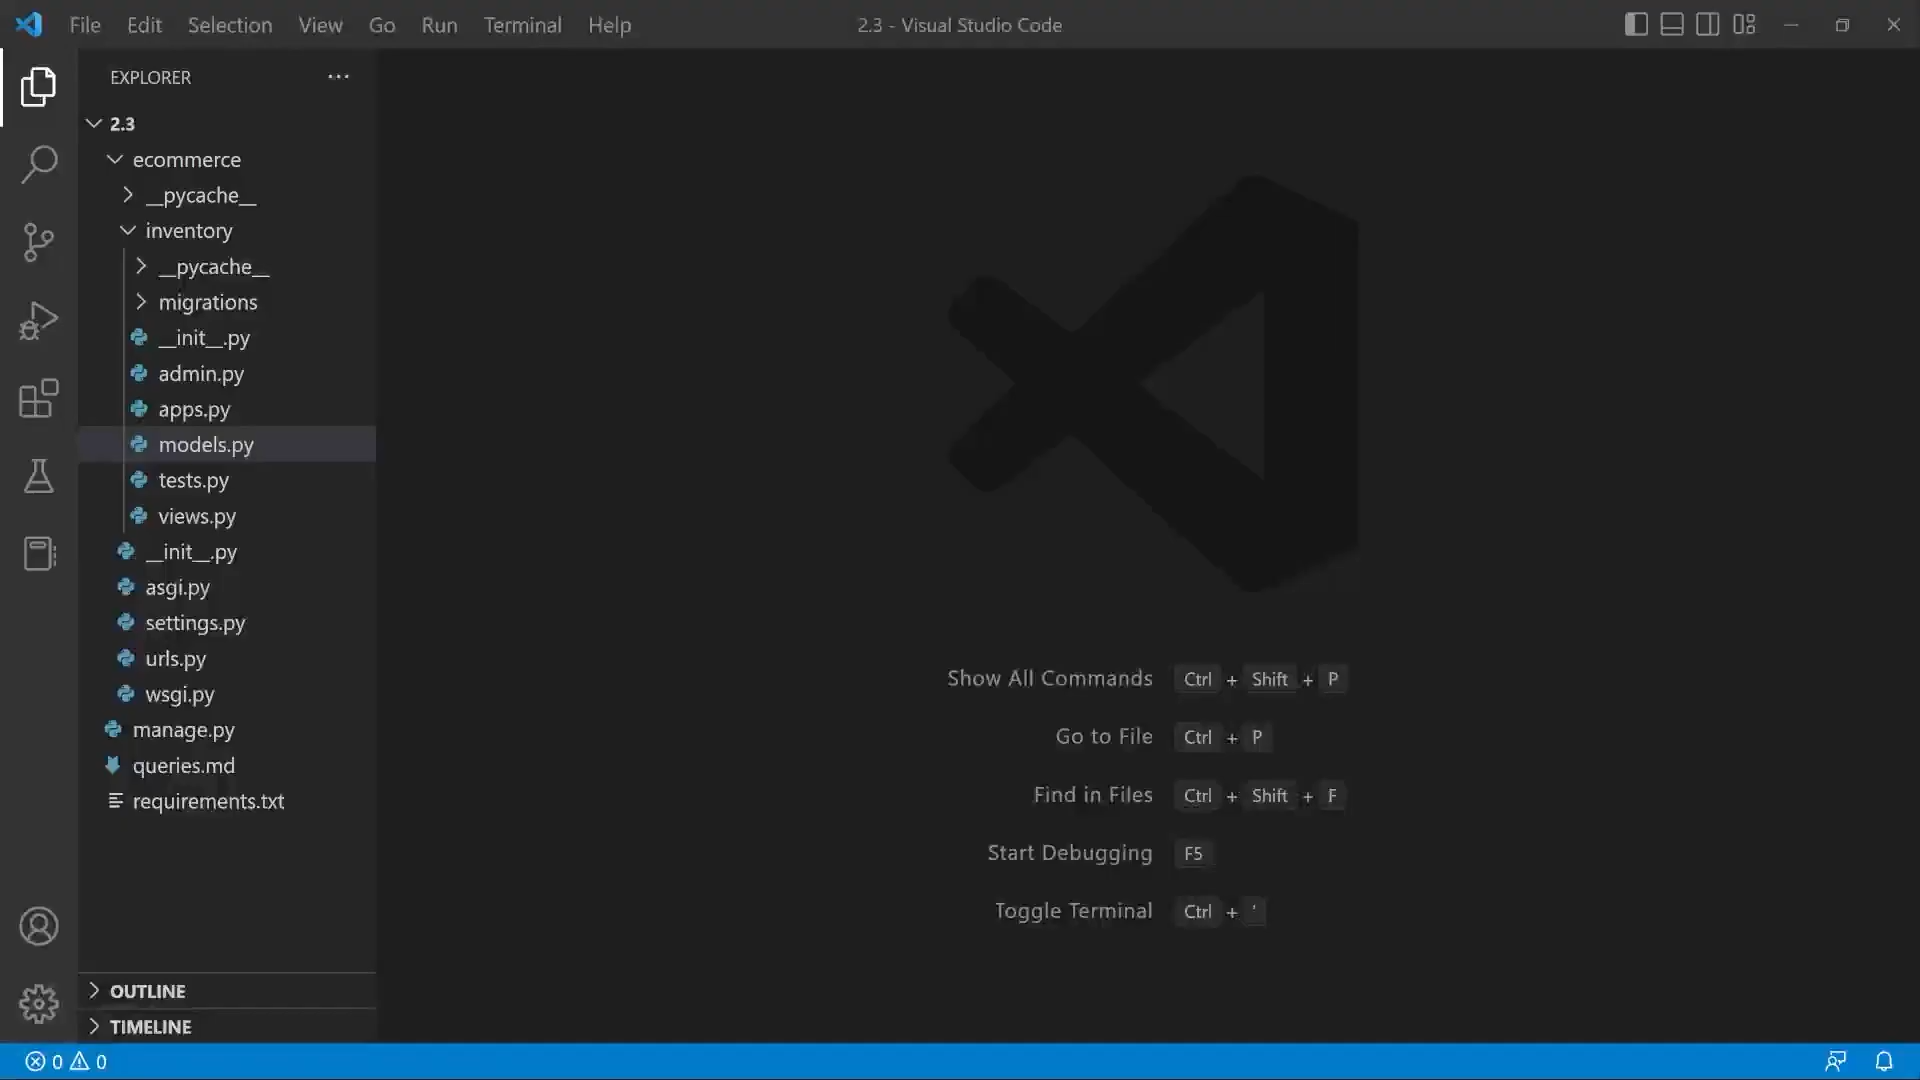 File Edit Selection View Go Run Terminal Help 2.3 - Visual Studio Code
EXPLORER
2.3
ecommerce
__pycache__
inventory
__pycache__
migrations
__init__.py
admin.py
apps.py
models.py
tests.py
views.py
__init__.py
asgi.py
settings.py
urls.py
wsgi.py
manage.py
queries.md
requirements.txt
OUTLINE
TIMELINE
Show All Commands Ctrl + Shift + P
Go to File Ctrl + P
Find in Files Ctrl + Shift + F
Start Debugging F5
Toggle Terminal Ctrl + '
0 0